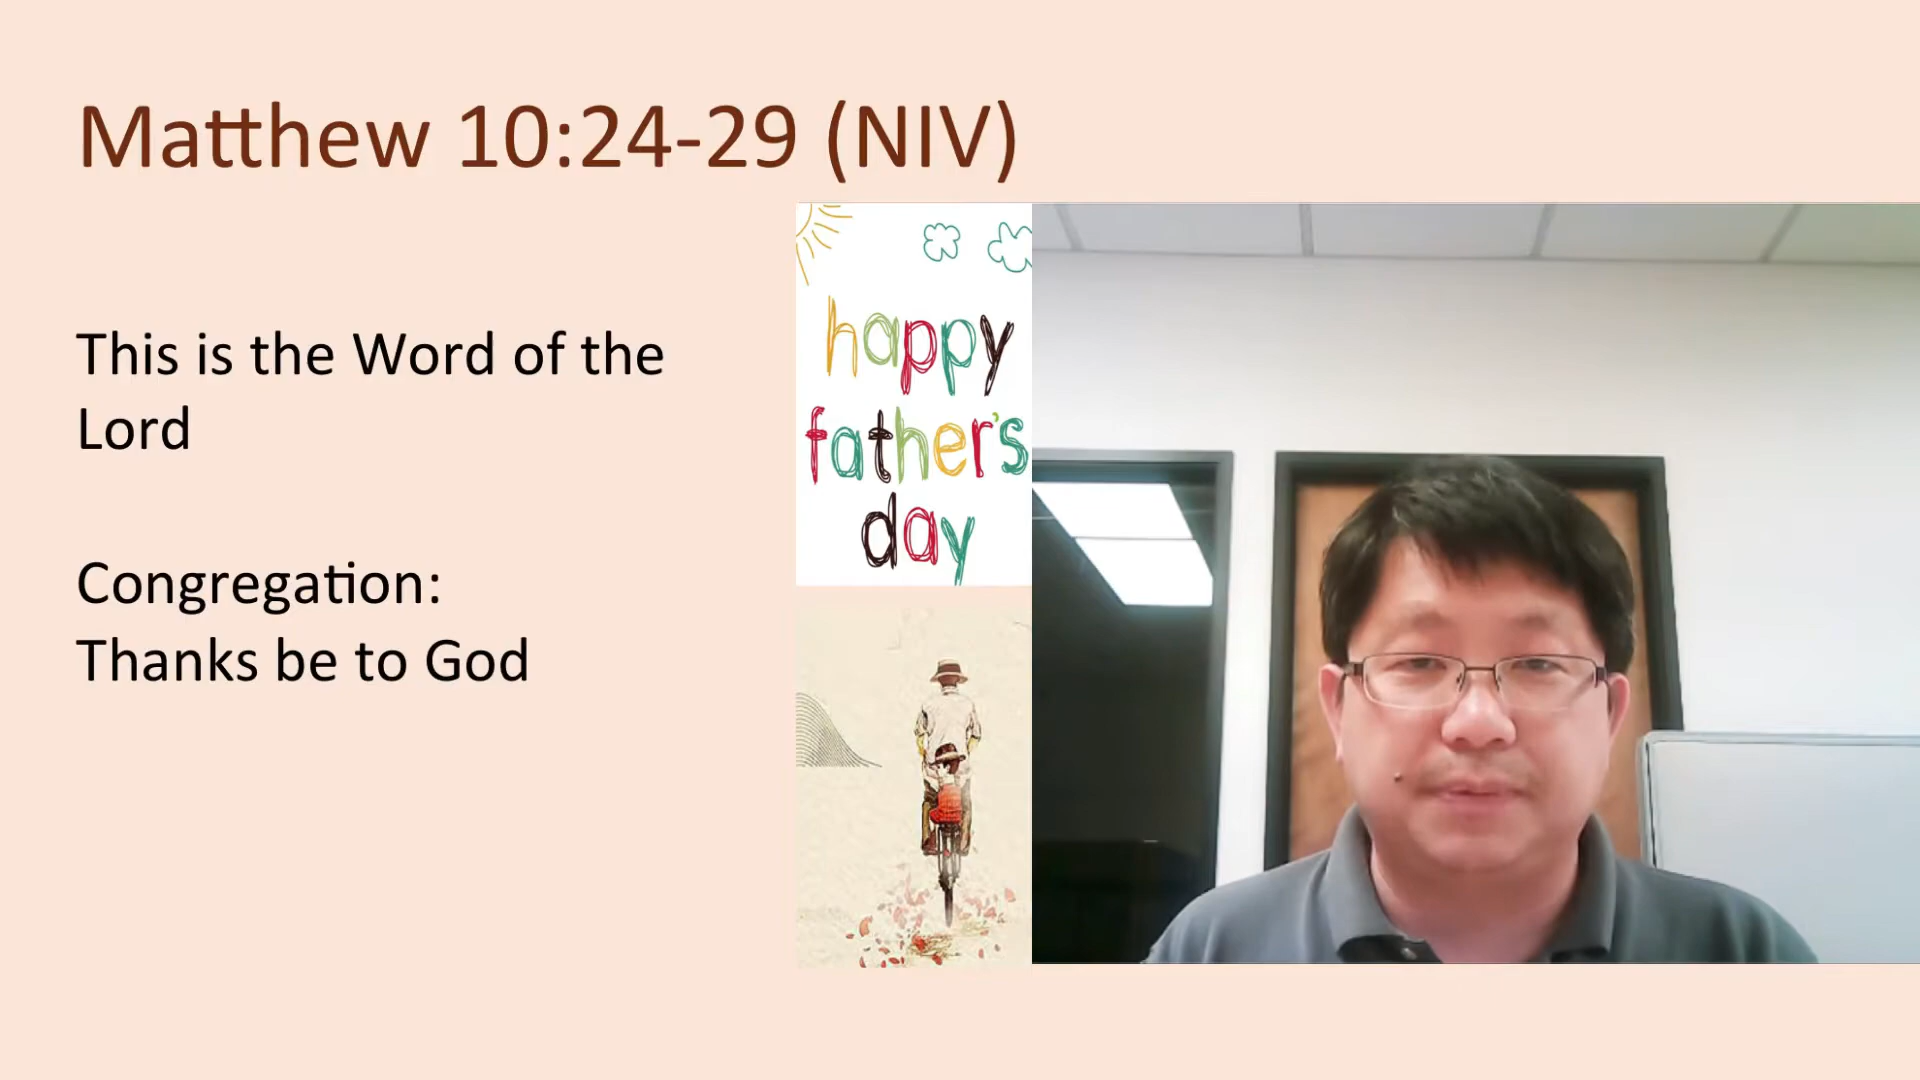 Matthew 10:24-29 (NIV)
This is the Word of the
Lord
Congregation:
Thanks be to God
happy
father's
day